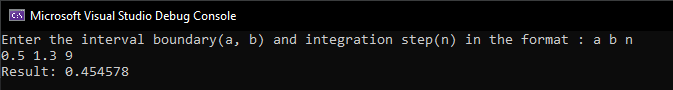 Microsoft Visual Studio Debug Console
Enter the interval boundary(a, b) and integration step(n) in the format : a b n
0.5 1.3 9
Result: 0.454578